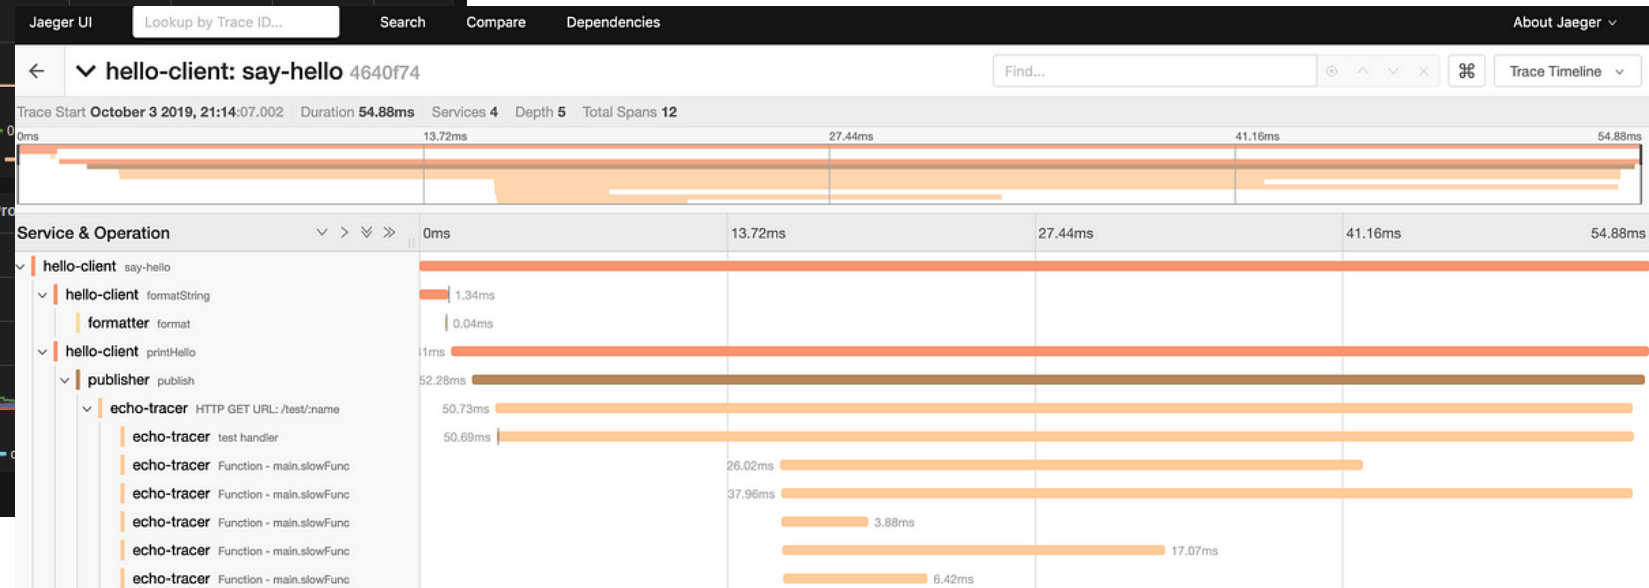 Jaeger UI Lookup by Trace ID... Search Compare Dependencies About Jaeger
hello-client: say-hello 4640f74 Find... Trace Timeline
Trace Start October 3 2019, 21:14:07.002 Duration 54.88ms Services 4 Depth 5 Total Spans 12
0ms 13.72ms 27.44ms 41.16ms 54.88ms
Service & Operation 0ms 13.72ms 27.44ms 41.16ms 54.88ms
hello-client say-hello
hello-client formatString 1.34ms
formatter format 0.04ms
hello-client printHello 1ms
publisher publish 52.28ms
echo-tracer HTTP GET URL: /test/:name 50.73ms
echo-tracer test handler 50.69ms
echo-tracer Function - main.slowFunc 26.02ms
echo-tracer Function - main.slowFunc 37.96ms
echo-tracer Function - main.slowFunc 3.88ms
echo-tracer Function - main.slowFunc 17.07ms
echo-tracer Function - main.slowFunc 6.42ms